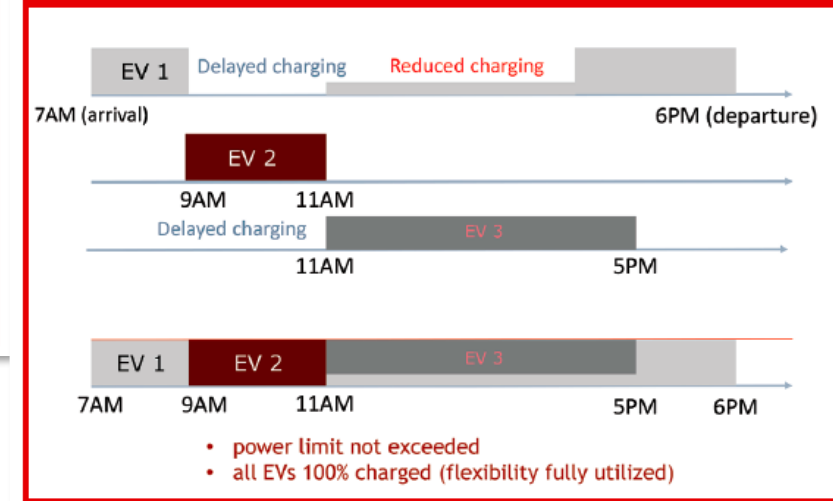 EV 1 Delayed charging Reduced charging
7AM (arrival) 6PM (departure)
EV 2
9AM 11AM
Delayed charging EV 3
11AM 5PM
EV 1 EV 2 EV 3
7AM 9AM 11AM 5PM 6PM
• power limit not exceeded
• all EVs 100% charged (flexibility fully utilized)